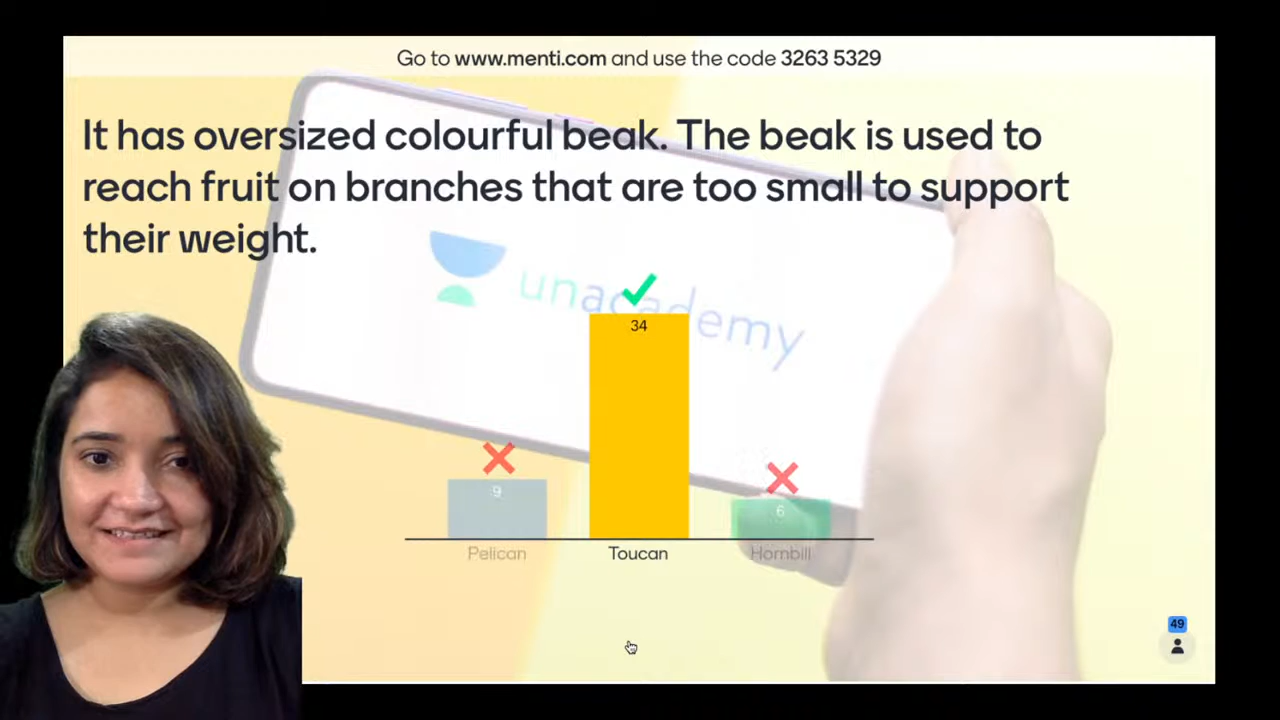 Go to www.menti.com and use the code 3263 5329
It has oversized colourful beak. The beak is used to
reach fruit on branches that are too small to support
their weight.
unacademy
34
9
6
Pelican Toucan Hornbill
49